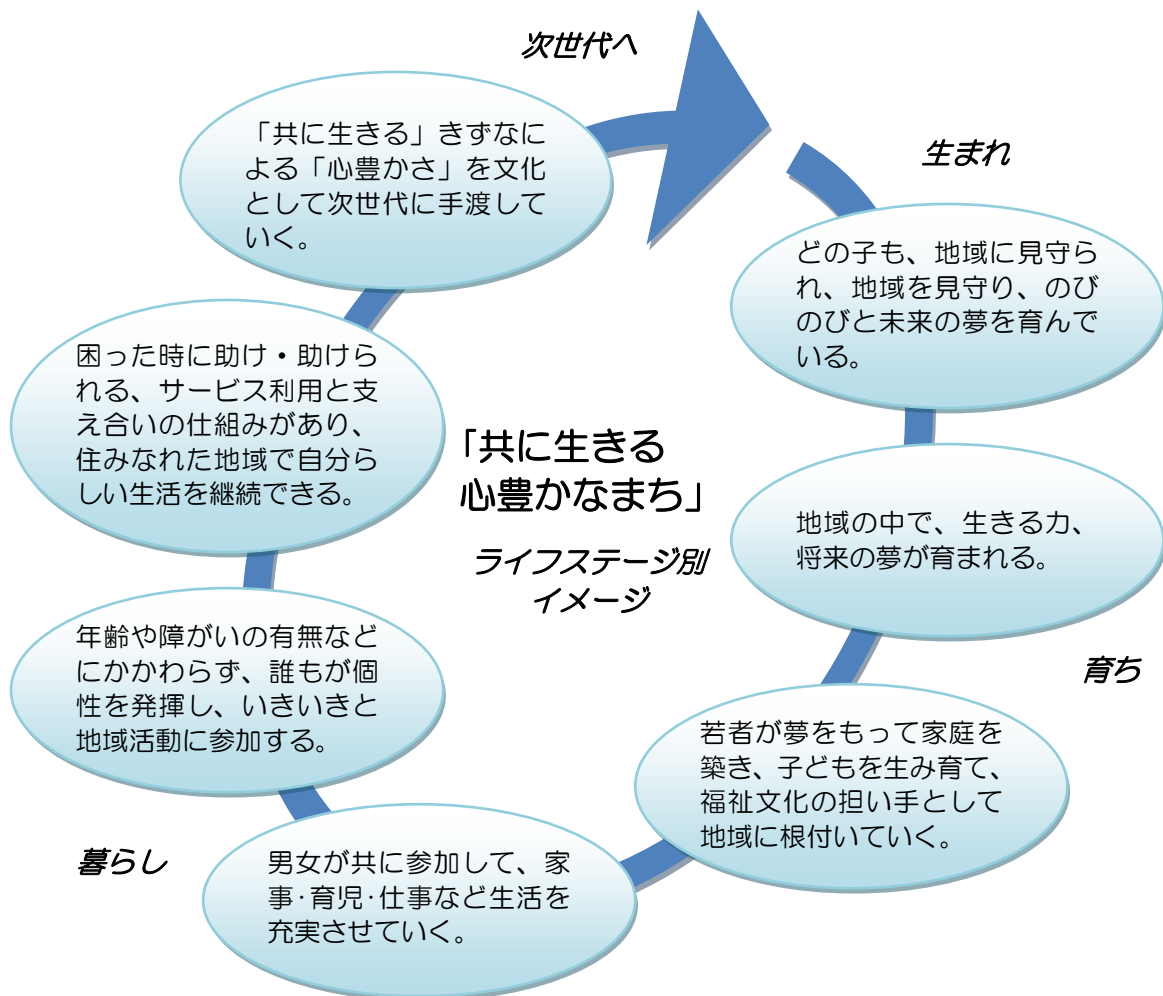 次世代へ
「共に生きる」きずなに
よる「心豊かさ」を文化
として次世代に手渡して
いく。
生まれ
どの子も、地域に見守ら
れ、地域を見守り、のび
のびと未来の夢を育んで
いる。
地域の中で、生きる力、
将来の夢が育まれる。
育ち
若者が夢をもって家庭を
築き、子どもを生み育て、
福祉文化の担い手として
地域に根付いていく。
男女が共に参加して、家
事・育児・仕事など生活を
充実させていく。
暮らし
年齢や障がいの有無など
にかかわらず、誰もが個
性を発揮し、いきいきと
地域活動に参加する。
困った時に助け・助けら
れる、サービス利用と支
え合いの仕組みがあり、
住みなれた地域で自分ら
しい生活を継続できる。
「共に生きる
心豊かなまち」
ライフステージ別
イメージ